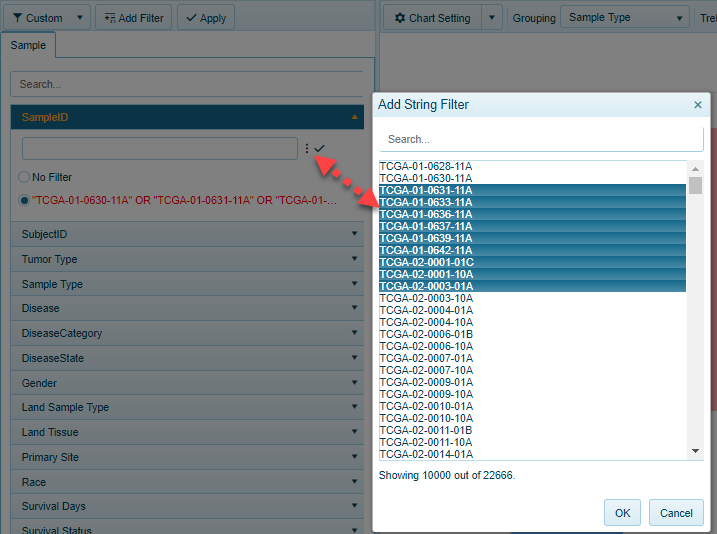 Custom
Add Filter
Apply
Sample
Search...
SampleID
No Filter
"TCGA-01-0630-11A" OR "TCGA-01-0631-11A" OR "TCGA-01-...
SubjectID
Tumor Type
Sample Type
Disease
DiseaseCategory
DiseaseState
Gender
Land Sample Type
Land Tissue
Primary Site
Race
Survival Days
Survival Status
Chart Setting
Grouping
Sample Type
Trel
Add String Filter
×
Search...
TCGA-01-0628-11A
TCGA-01-0630-11A
TCGA-01-0631-11A
TCGA-01-0633-11A
TCGA-01-0636-11A
TCGA-01-0637-11A
TCGA-01-0639-11A
TCGA-01-0642-11A
TCGA-02-0001-01C
TCGA-02-0001-10A
TCGA-02-0003-01A
TCGA-02-0003-10A
TCGA-02-0004-01A
TCGA-02-0004-10A
TCGA-02-0006-01B
TCGA-02-0006-10A
TCGA-02-0007-01A
TCGA-02-0007-10A
TCGA-02-0009-01A
TCGA-02-0009-10A
TCGA-02-0010-01A
TCGA-02-0010-10A
TCGA-02-0011-01B
TCGA-02-0011-10A
TCGA-02-0014-01A
Showing 10000 out of 22666.
OK
Cancel